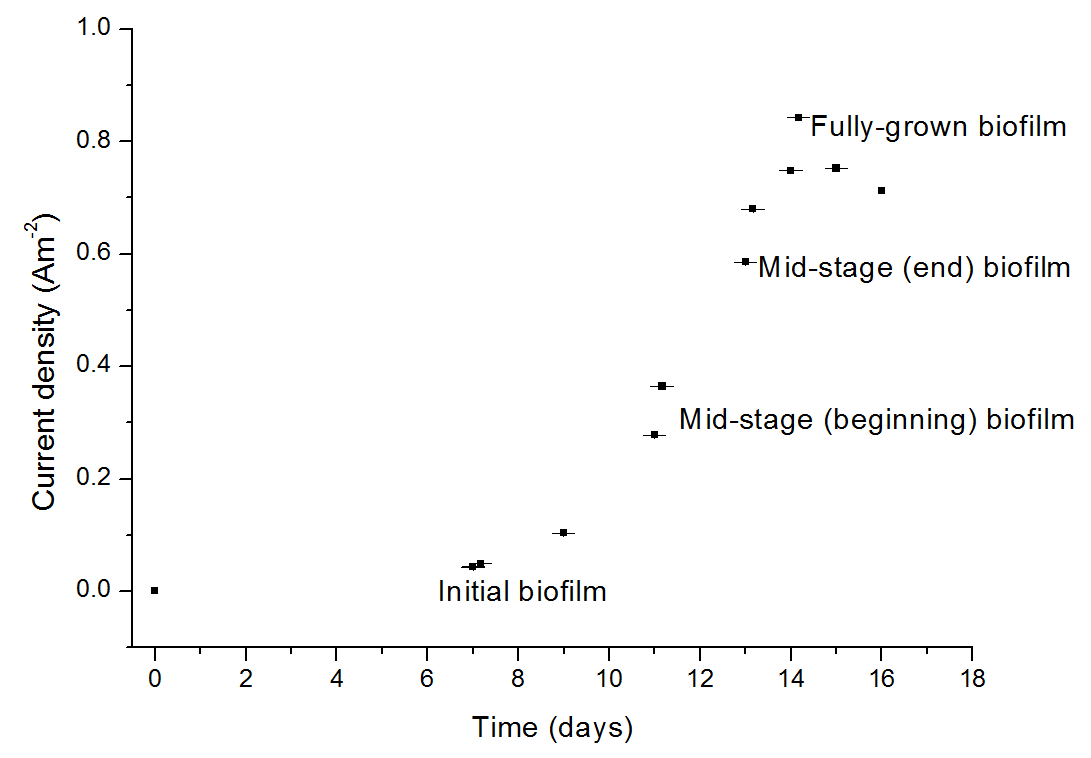 1.0
0.8
0.6
0.4
0.2
0.0
Current density (Am-2)
Fully-grown biofilm
Mid-stage (end) biofilm
Mid-stage (beginning) biofilm
Initial biofilm
0 2 4 6 8 10 12 14 16 18
Time (days)